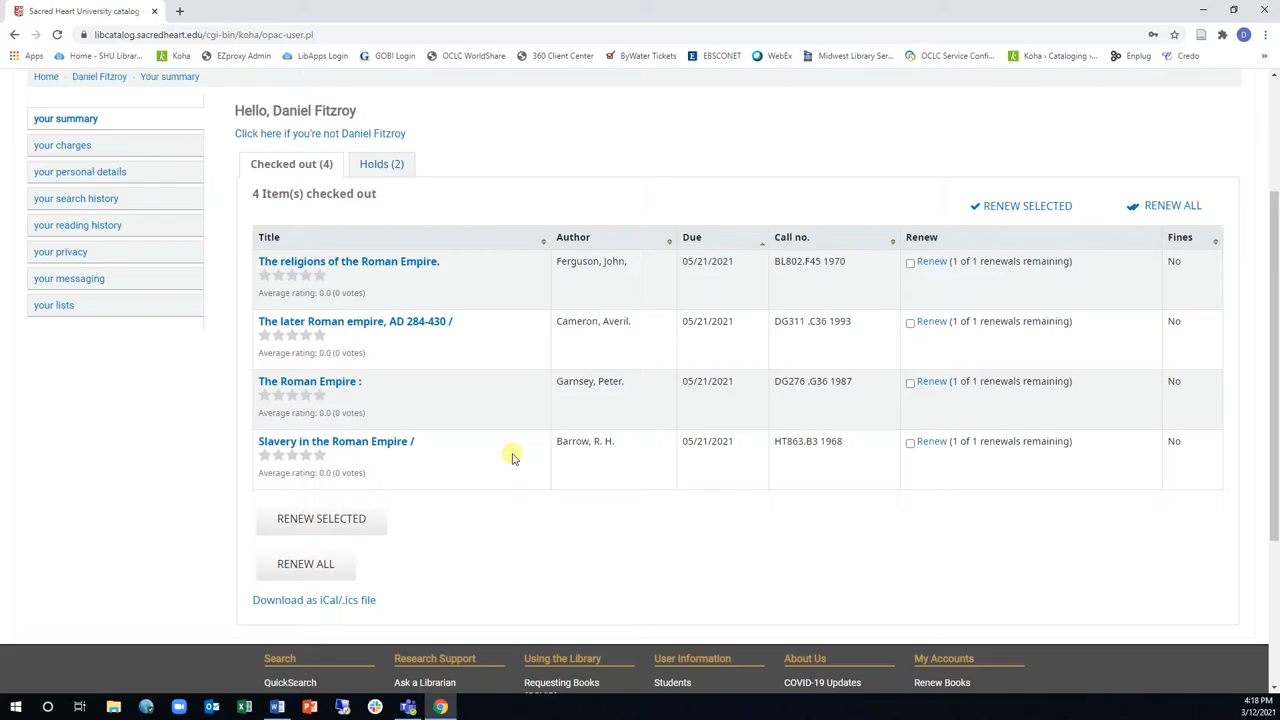 Sacred Heart University catalog
libcatalog.sacredheart.edu/cgi-bin/koha/opac-user.pl
D
Apps Home - SHU Librar... Koha EZproxy Admin LibApps Login GOBI Login OCLC WorldShare 360 Client Center ByWater Tickets EBSCONET WebEx Midwest Library Ser... OCLC Service Confi... Koha › Cataloging ›... Enplug Credo »
Home Daniel Fitzroy Your summary
your summary
your charges
your personal details
your search history
your reading history
your privacy
your messaging
your lists
Hello, Daniel Fitzroy
Click here if you're not Daniel Fitzroy
Checked out (4) Holds (2)
4 Item(s) checked out
RENEW SELECTED RENEW ALL
Title Author Due Call no. Renew Fines
The religions of the Roman Empire. Ferguson, John, 05/21/2021 BL802.F45 1970 Renew (1 of 1 renewals remaining) No
Average rating: 0.0 (0 votes)
The later Roman empire, AD 284-430 / Cameron, Averil. 05/21/2021 DG311 .C36 1993 Renew (1 of 1 renewals remaining) No
Average rating: 0.0 (0 votes)
The Roman Empire : Garnsey, Peter. 05/21/2021 DG276 .G36 1987 Renew (1 of 1 renewals remaining) No
Average rating: 0.0 (0 votes)
Slavery in the Roman Empire / Barrow, R. H. 05/21/2021 HT863.B3 1968 Renew (1 of 1 renewals remaining) No
Average rating: 0.0 (0 votes)
RENEW SELECTED
RENEW ALL
Download as iCal/.ics file
Search Research Support Using the Library User Information About Us My Accounts
QuickSearch Ask a Librarian Requesting Books Students COVID-19 Updates Renew Books
4:18 PM
3/12/2021